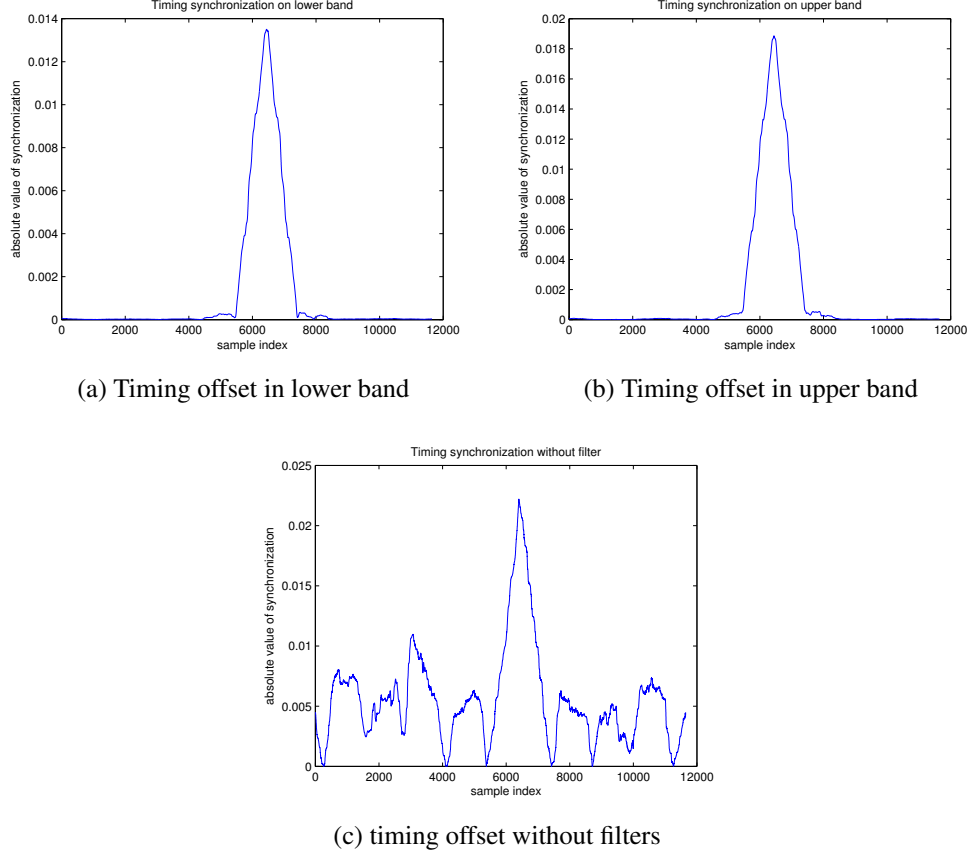 Timing synchronization on lower band
0.014
0.012
0.01
0.008
0.006
0.004
0.002
0
absolute value of synchronization
0 2000 4000 6000 8000 10000 12000
sample index
(a) Timing offset in lower band
Timing synchronization on upper band
0.02
0.018
0.016
0.014
0.012
0.01
0.008
0.006
0.004
0.002
0
absolute value of synchronization
0 2000 4000 6000 8000 10000 12000
sample index
(b) Timing offset in upper band
Timing synchronization without filter
0.025
0.02
0.015
0.01
0.005
0
absolute value of synchronization
0 2000 4000 6000 8000 10000 12000
sample index
(c) timing offset without filters